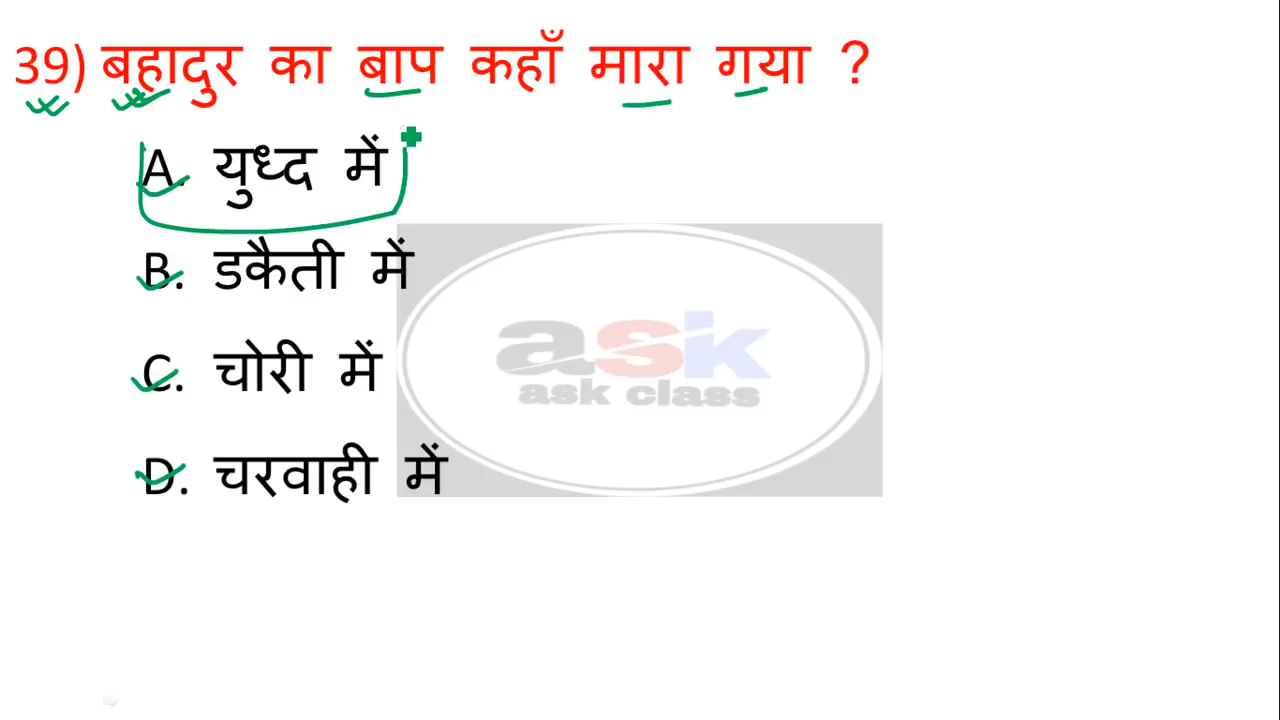 39) बहादुर का बाप कहाँ मारा गया ?
A. युध्द में
B. डकैती में
C. चोरी में
D. चरवाही में
ask
ask class